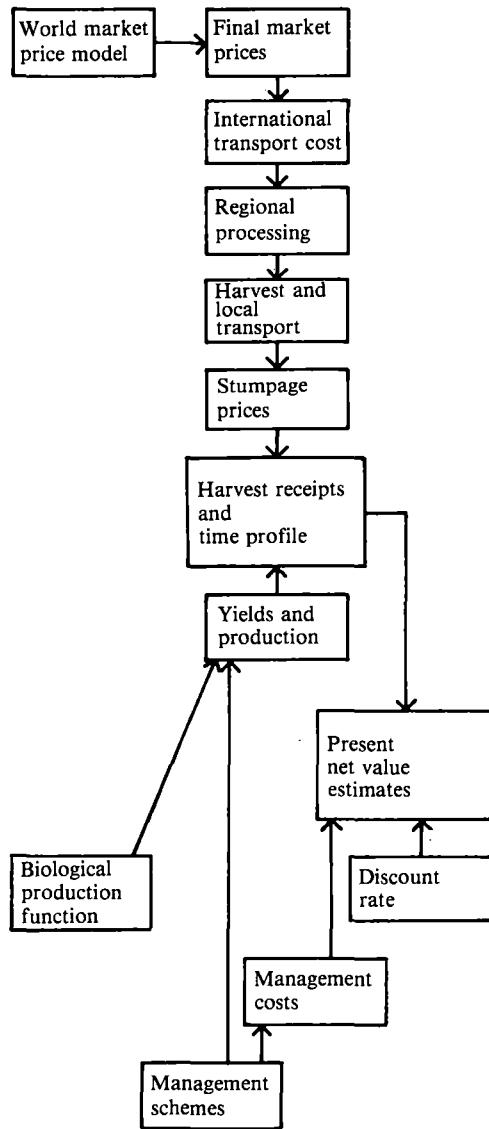 World market
price model
Final market
prices
International
transport cost
Regional
processing
Harvest and
local
transport
Stumpage
prices
Harvest receipts
and
time profile
Yields and
production
Present
net value
estimates
Biological
production
function
Discount
rate
Management
costs
Management
schemes